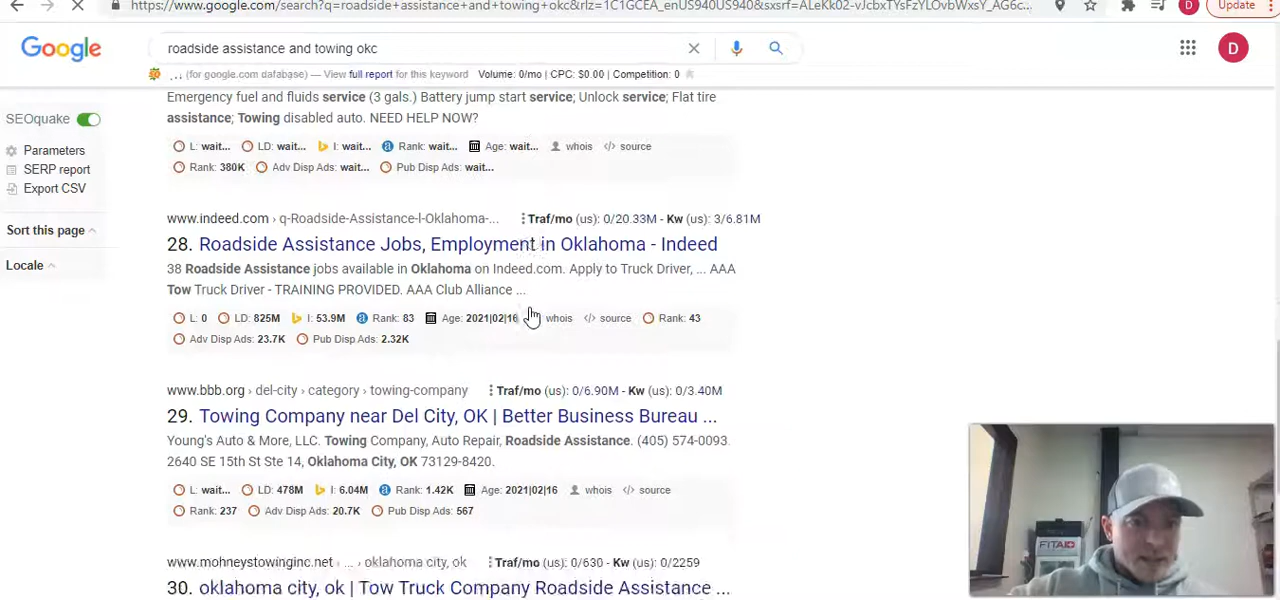 https://www.google.com/search?q=roadside+assistance+and+towing+okc&rlz=1C1GCEA_enUS940US940&sxsrf=ALeKk02-vJcbxTYsFzYLOvbWxsY_AG6c...
D
Update
Google
roadside assistance and towing okc
D
... (for google.com database) — View full report for this keyword Volume: 0/mo | CPC: $0.00 | Competition: 0
SEOquake
Parameters
SERP report
Export CSV
Sort this page
Locale
Emergency fuel and fluids service (3 gals.) Battery jump start service; Unlock service; Flat tire
assistance; Towing disabled auto. NEED HELP NOW?
L: wait... LD: wait... I: wait... Rank: wait... Age: wait... whois source
Rank: 380K Adv Disp Ads: wait... Pub Disp Ads: wait...
www.indeed.com › q-Roadside-Assistance-l-Oklahoma-... Traf/mo (us): 0/20.33M - Kw (us): 3/6.81M
28. Roadside Assistance Jobs, Employment in Oklahoma - Indeed
38 Roadside Assistance jobs available in Oklahoma on Indeed.com. Apply to Truck Driver, ... AAA
Tow Truck Driver - TRAINING PROVIDED. AAA Club Alliance ...
L: 0 LD: 825M I: 53.9M Rank: 83 Age: 2021|02|16 whois source Rank: 43
Adv Disp Ads: 23.7K Pub Disp Ads: 2.32K
www.bbb.org › del-city › category › towing-company Traf/mo (us): 0/6.90M - Kw (us): 0/3.40M
29. Towing Company near Del City, OK | Better Business Bureau ...
Young's Auto & More, LLC. Towing Company, Auto Repair, Roadside Assistance. (405) 574-0093.
2640 SE 15th St Ste 14, Oklahoma City, OK 73129-8420.
L: wait... LD: 478M I: 6.04M Rank: 1.42K Age: 2021|02|16 whois source
Rank: 237 Adv Disp Ads: 20.7K Pub Disp Ads: 567
www.mohneystowinginc.net › ... › oklahoma city, ok Traf/mo (us): 0/630 - Kw (us): 0/2259
30. oklahoma city, ok | Tow Truck Company Roadside Assistance ...
FITAID